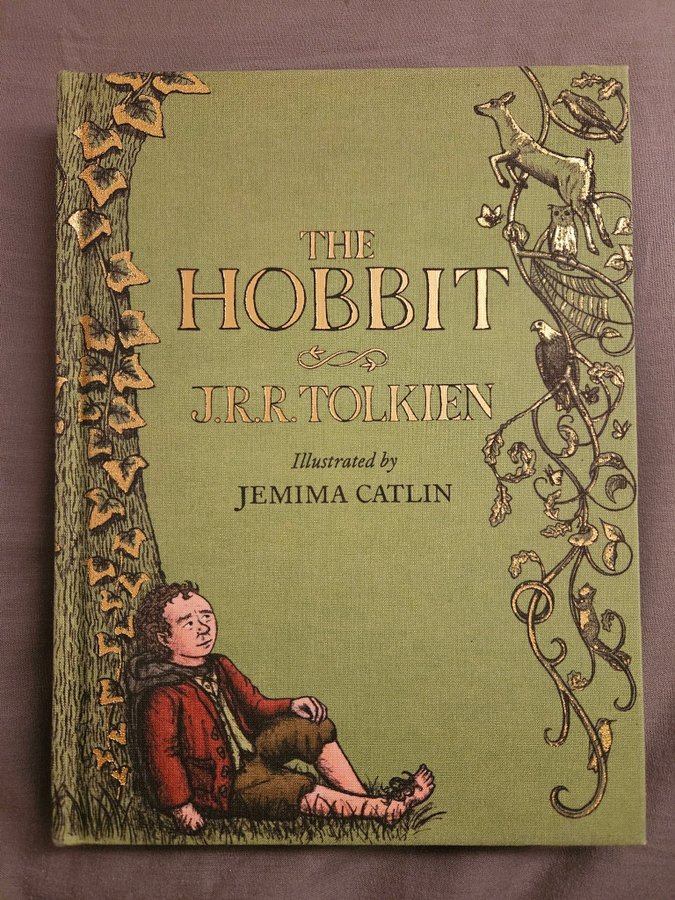 THE
HOBBIT
J.R.R. TOLKIEN
Illustrated by
JEMIMA CATLIN